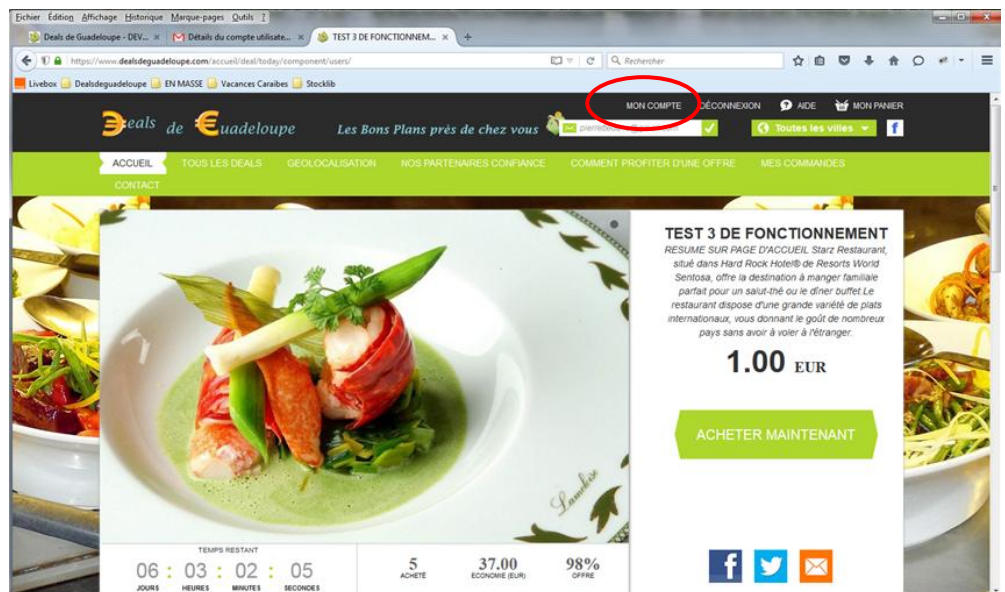 Fichier Édition Affichage Historique Marque-pages Outils ?
Deals de Guadeloupe - DEV... × Détails du compte utilisate... × TEST 3 DE FONCTIONNEM... × +
https://www.dealsdeguadeloupe.com/accueil/deal/today/component/users/
Rechercher
Livebox Dealsdeguadeloupe EN MASSE Vacances Caraibes Stocklib
MON COMPTE DÉCONNEXION AIDE MON PANIER
Deals de Guadeloupe Les Bons Plans près de chez vous
Toutes les villes f
ACCUEIL TOUS LES DEALS GEOLOCALISATION NOS PARTENAIRES CONFIANCE COMMENT PROFITER D'UNE OFFRE MES COMMANDES
CONTACT
TEST 3 DE FONCTIONNEMENT
RESUME SUR PAGE D'ACCUEIL Starz Restaurant,
situé dans Hard Rock Hotel® de Resorts World
Sentosa, offre la destination à manger familiale
parfait pour un salut-thé ou le dîner buffet.Le
restaurant dispose d'une grande variété de plats
internationaux, vous donnant le goût de nombreux
pays sans avoir à voler à l'étranger.
1.00 EUR
ACHETER MAINTENANT
Lameloise
TEMPS RESTANT
06 : 03 : 02 : 05
JOURS HEURES MINUTES SECONDES
5 37.00 98%
ACHETÉ ECONOMIE (EUR) OFFRE
f